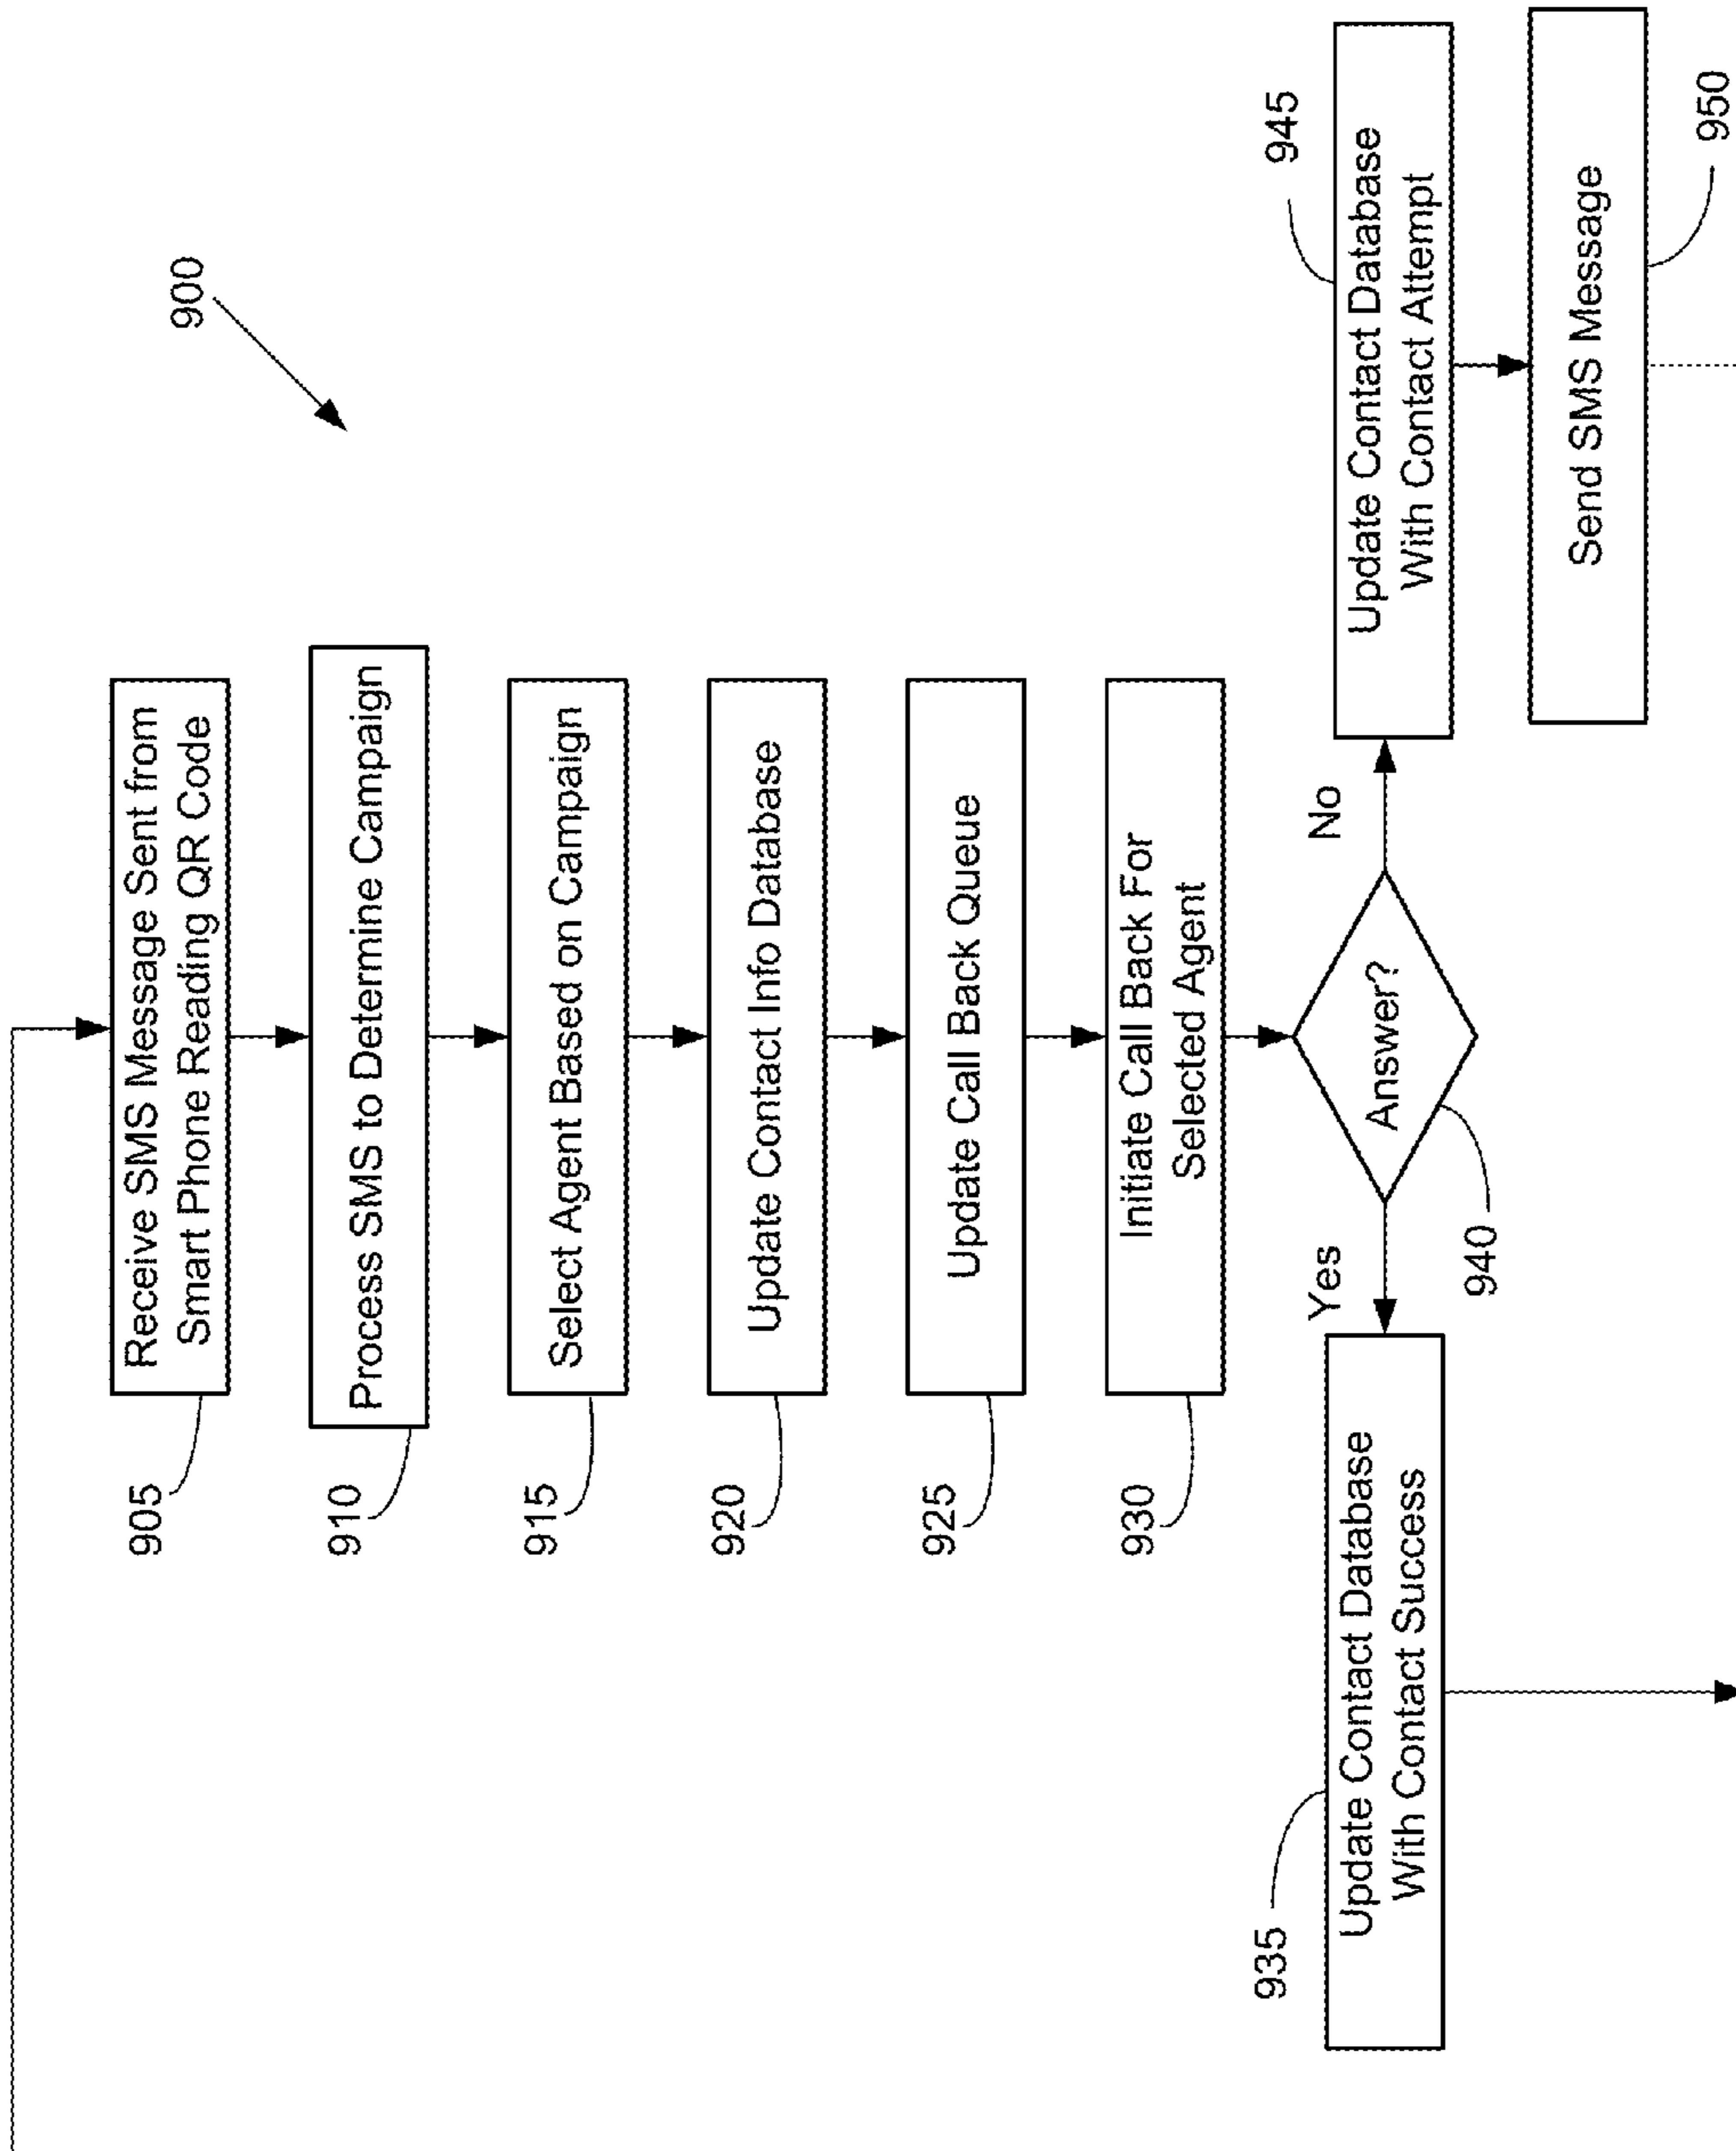 900
Receive SMS Message Sent from
Smart Phone Reading QR Code
905
Process SMS to Determine Campaign
910
Select Agent Based on Campaign
915
Update Contact Info Database
920
Update Call Back Queue
925
Initiate Call Back For
Selected Agent
930
Answer?
940
Yes
No
Update Contact Database
With Contact Success
935
Update Contact Database
With Contact Attempt
945
Send SMS Message
950